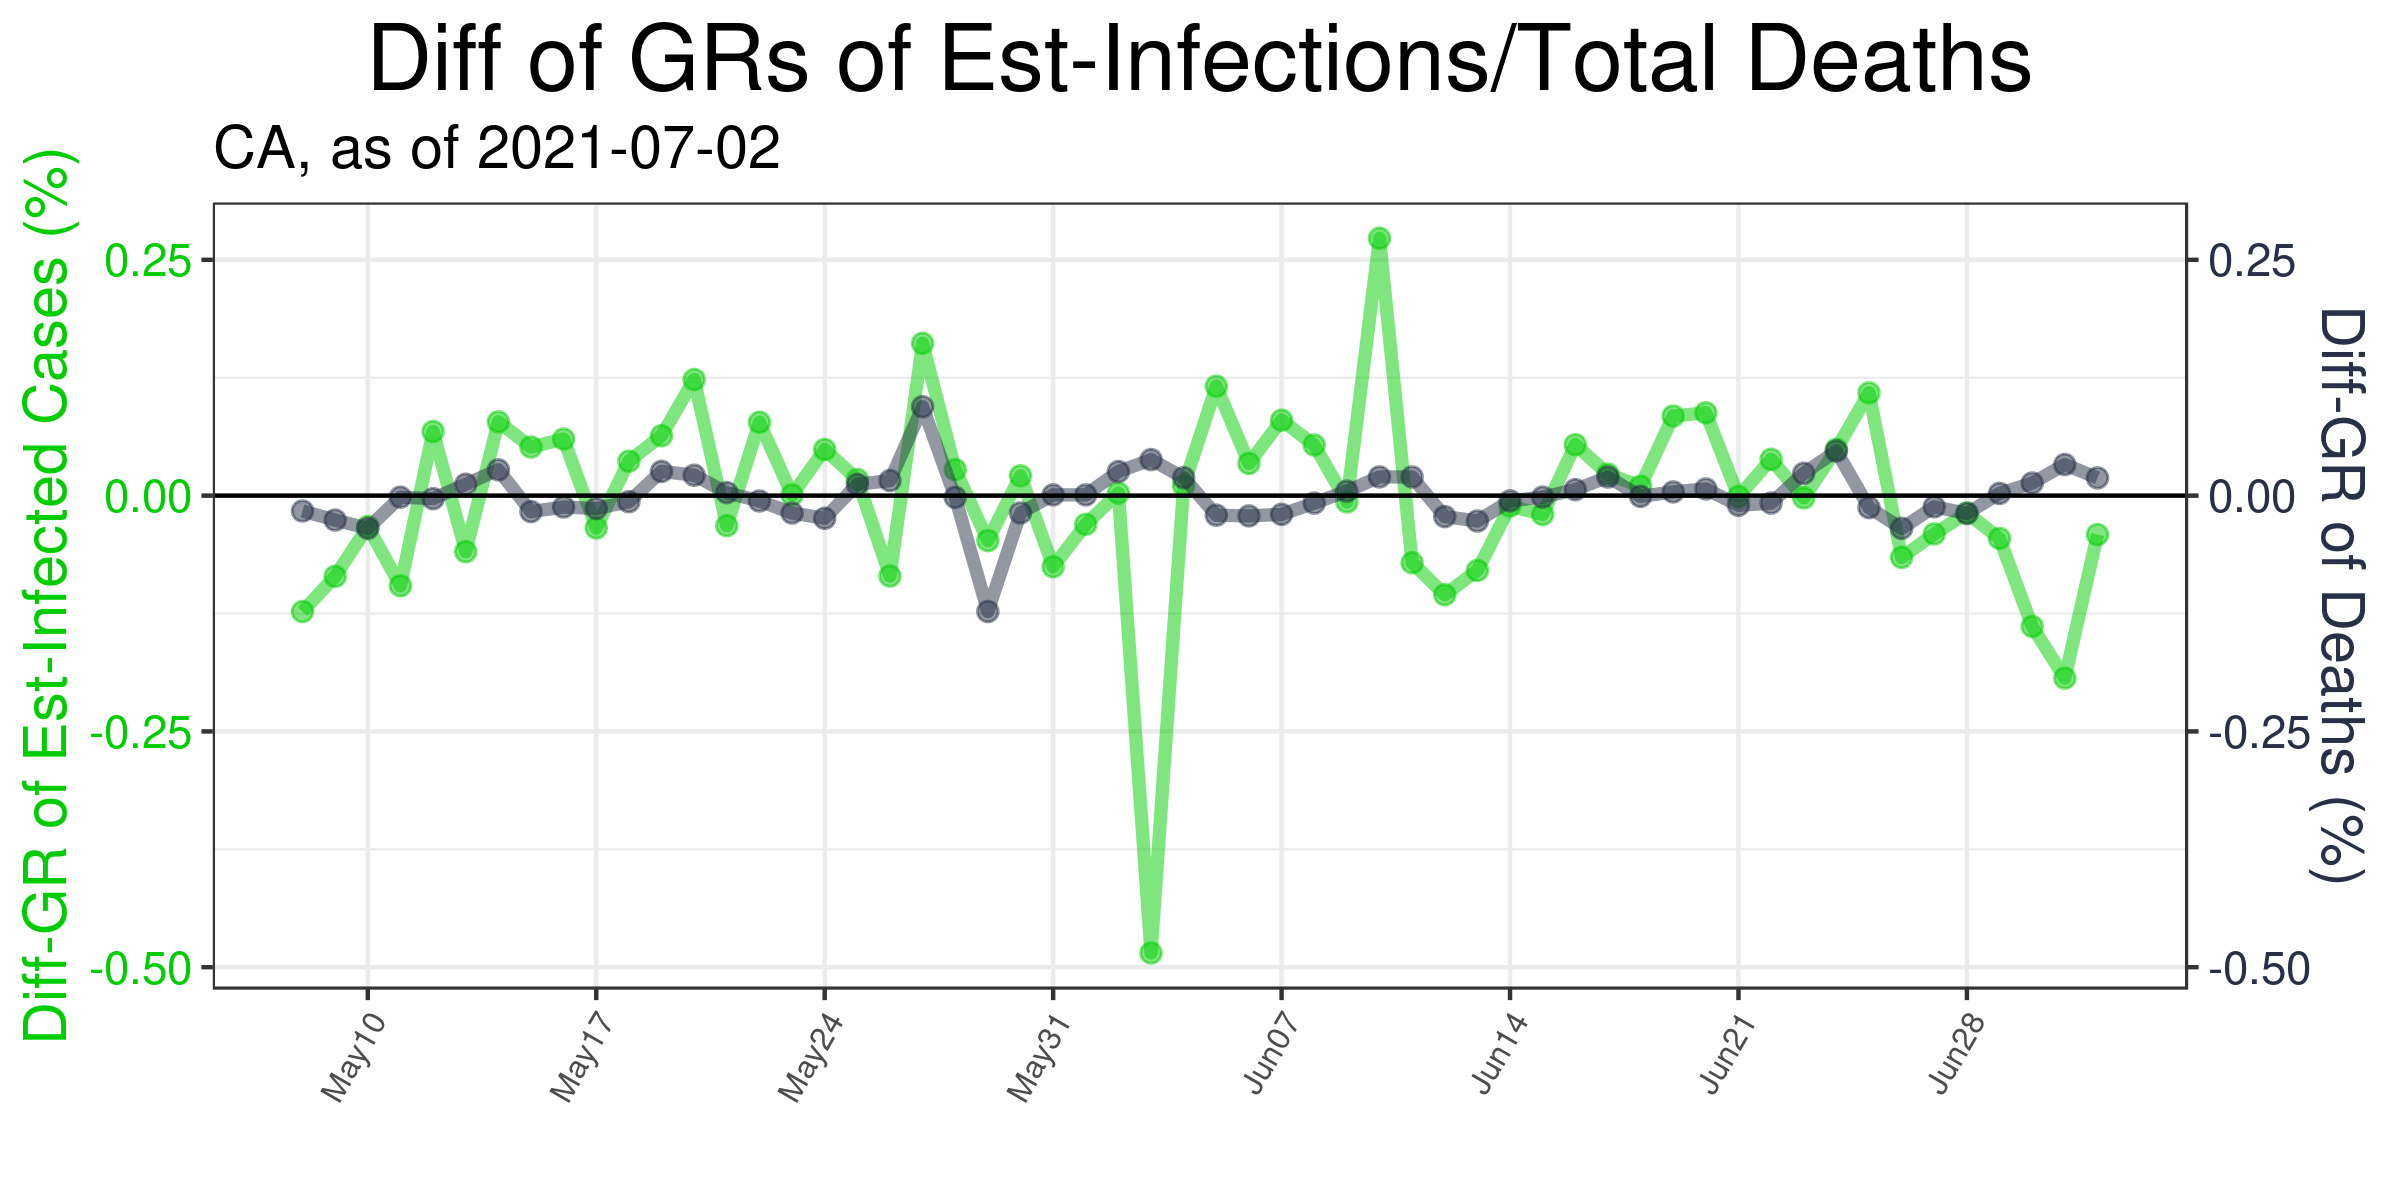 Diff of GRs of Est-Infections/Total Deaths
CA, as of 2021-07-02
Diff-GR of Est-Infected Cases (%)
0.25
0.00
-0.25
-0.50
0.25
0.00
-0.25
-0.50
Diff-GR of Deaths (%)
May10
May17
May24
May31
Jun07
Jun14
Jun21
Jun28